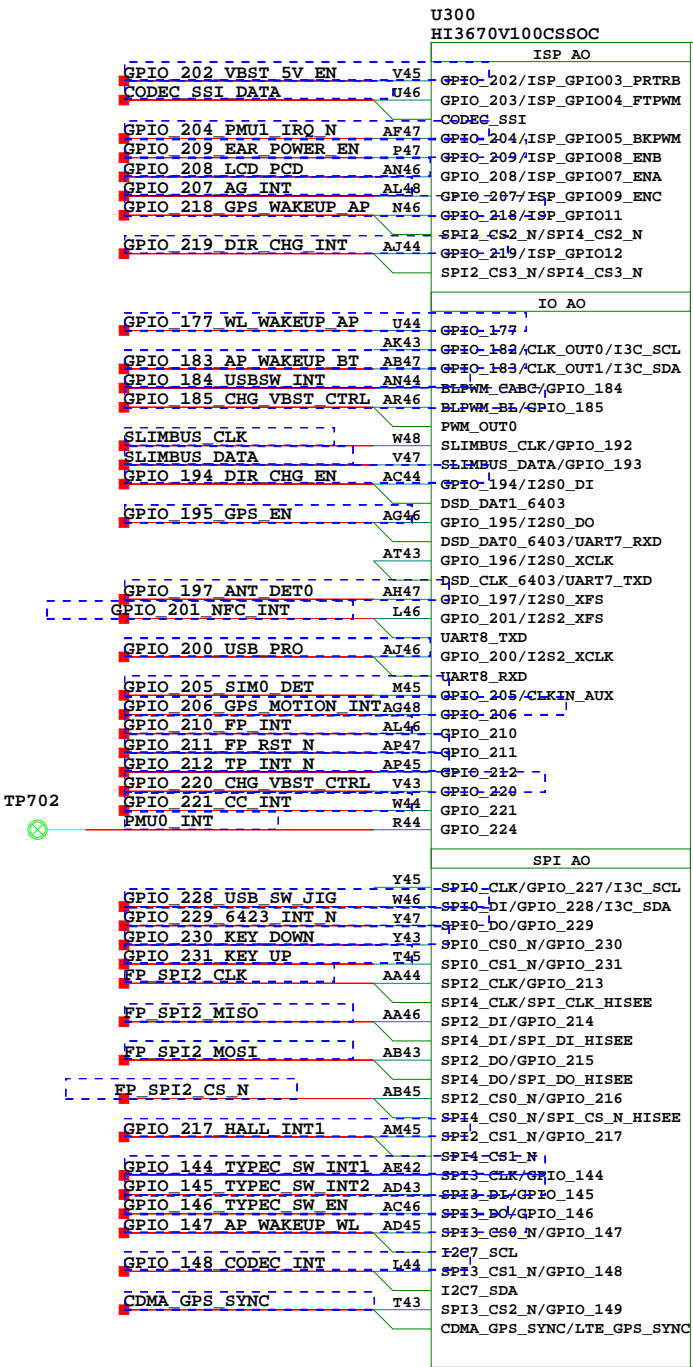 U300
HI3670V100CSSOC
ISP AO
GPIO_202_VBST_5V_EN V45 GPIO_202/ISP_GPIO03_PRTRB
CODEC_SSI_DATA U46 GPIO_203/ISP_GPIO04_FTPWM
CODEC_SSI
GPIO_204_PMU1_IRQ_N AF47 GPIO_204/ISP_GPIO05_BKPWM
GPIO_209_EAR_POWER_EN P47 GPIO_209/ISP_GPIO08_ENB
GPIO_208_LCD_PCD AN46 GPIO_208/ISP_GPIO07_ENA
GPIO_207_AG_INT AL48 GPIO_207/ISP_GPIO09_ENC
GPIO_218_GPS_WAKEUP_AP N46 GPIO_218/ISP_GPIO11
SPI2_CS2_N/SPI4_CS2_N
GPIO_219_DIR_CHG_INT AJ44 GPIO_219/ISP_GPIO12
SPI2_CS3_N/SPI4_CS3_N
IO AO
GPIO_177_WL_WAKEUP_AP U44 GPIO_177
AK43 GPIO_182/CLK_OUT0/I3C_SCL
GPIO_183_AP_WAKEUP_BT AB47 GPIO_183/CLK_OUT1/I3C_SDA
GPIO_184_USBSW_INT AN44 BLPWM_CABC/GPIO_184
GPIO_185_CHG_VBST_CTRL AR46 BLPWM_BL/GPIO_185
PWM_OUT0
SLIMBUS_CLK W48 SLIMBUS_CLK/GPIO_192
SLIMBUS_DATA V47 SLIMBUS_DATA/GPIO_193
GPIO_194_DIR_CHG_EN AC44 GPIO_194/I2S0_DI
DSD_DAT1_6403
GPIO_195_GPS_EN AG46 GPIO_195/I2S0_DO
DSD_DAT0_6403/UART7_RXD
AT43 GPIO_196/I2S0_XCLK
DSD_CLK_6403/UART7_TXD
GPIO_197_ANT_DET0 AH47 GPIO_197/I2S0_XFS
GPIO_201_NFC_INT L46 GPIO_201/I2S2_XFS
UART8_TXD
GPIO_200_USB_PRO AJ46 GPIO_200/I2S2_XCLK
UART8_RXD
GPIO_205_SIM0_DET M45 GPIO_205/CLKIN_AUX
GPIO_206_GPS_MOTION_INT AG48 GPIO_206
GPIO_210_FP_INT AL46 GPIO_210
GPIO_211_FP_RST_N AP47 GPIO_211
GPIO_212_TP_INT_N AP45 GPIO_212
GPIO_220_CHG_VBST_CTRL V43 GPIO_220
TP702
GPIO_221_CC_INT W44 GPIO_221
PMU0_INT R44 GPIO_224
SPI AO
Y45 SPI0_CLK/GPIO_227/I3C_SCL
GPIO_228_USB_SW_JIG W46 SPI0_DI/GPIO_228/I3C_SDA
GPIO_229_6423_INT_N Y47 SPI0_DO/GPIO_229
GPIO_230_KEY_DOWN Y43 SPI0_CS0_N/GPIO_230
GPIO_231_KEY_UP T45 SPI0_CS1_N/GPIO_231
FP_SPI2_CLK AA44 SPI2_CLK/GPIO_213
SPI4_CLK/SPI_CLK_HISEE
FP_SPI2_MISO AA46 SPI2_DI/GPIO_214
SPI4_DI/SPI_DI_HISEE
FP_SPI2_MOSI AB43 SPI2_DO/GPIO_215
SPI4_DO/SPI_DO_HISEE
FP_SPI2_CS_N AB45 SPI2_CS0_N/GPIO_216
SPI4_CS0_N/SPI_CS_N_HISEE
GPIO_217_HALL_INT1 AM45 SPI2_CS1_N/GPIO_217
SPI4_CS1_N
GPIO_144_TYPEC_SW_INT1 AE42 SPI3_CLK/GPIO_144
GPIO_145_TYPEC_SW_INT2 AD43 SPI3_DI/GPIO_145
GPIO_146_TYPEC_SW_EN AC46 SPI3_DO/GPIO_146
GPIO_147_AP_WAKEUP_WL AD45 SPI3_CS0_N/GPIO_147
I2C7_SCL
GPIO_148_CODEC_INT L44 SPI3_CS1_N/GPIO_148
I2C7_SDA
CDMA_GPS_SYNC T43 SPI3_CS2_N/GPIO_149
CDMA_GPS_SYNC/LTE_GPS_SYNC